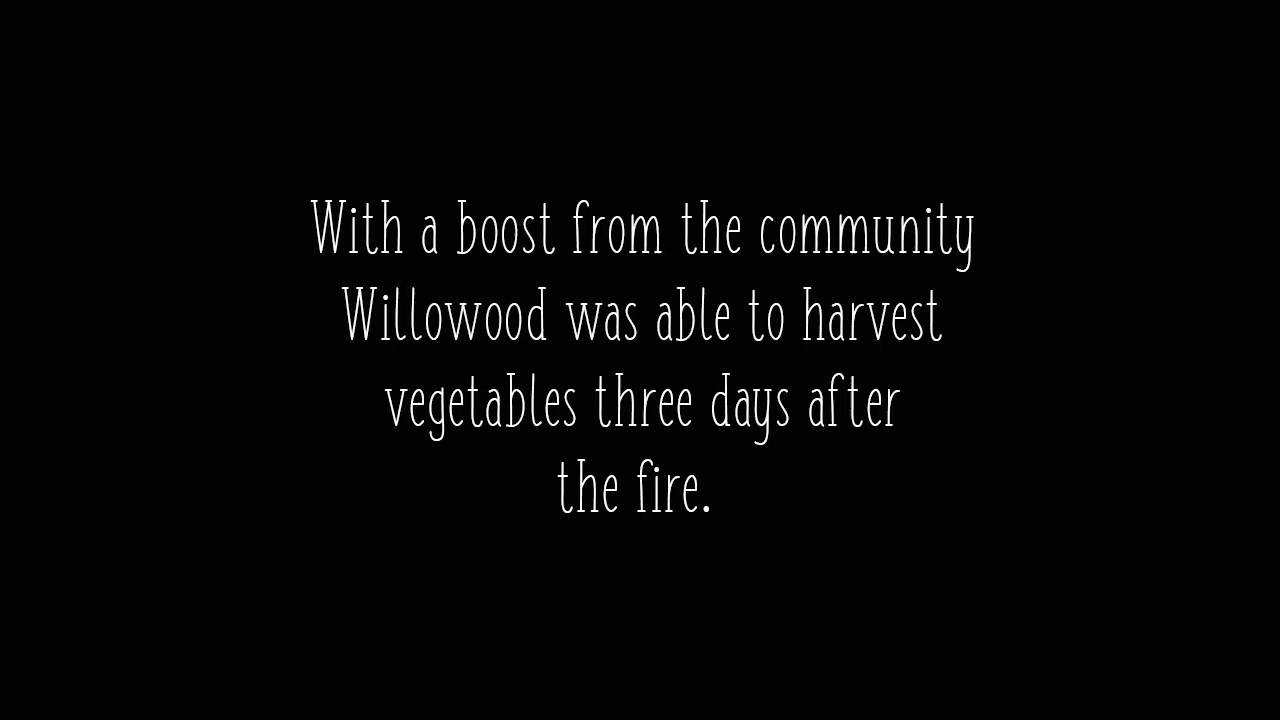 With a boost from the community
Willowood was able to harvest
vegetables three days after
the fire.